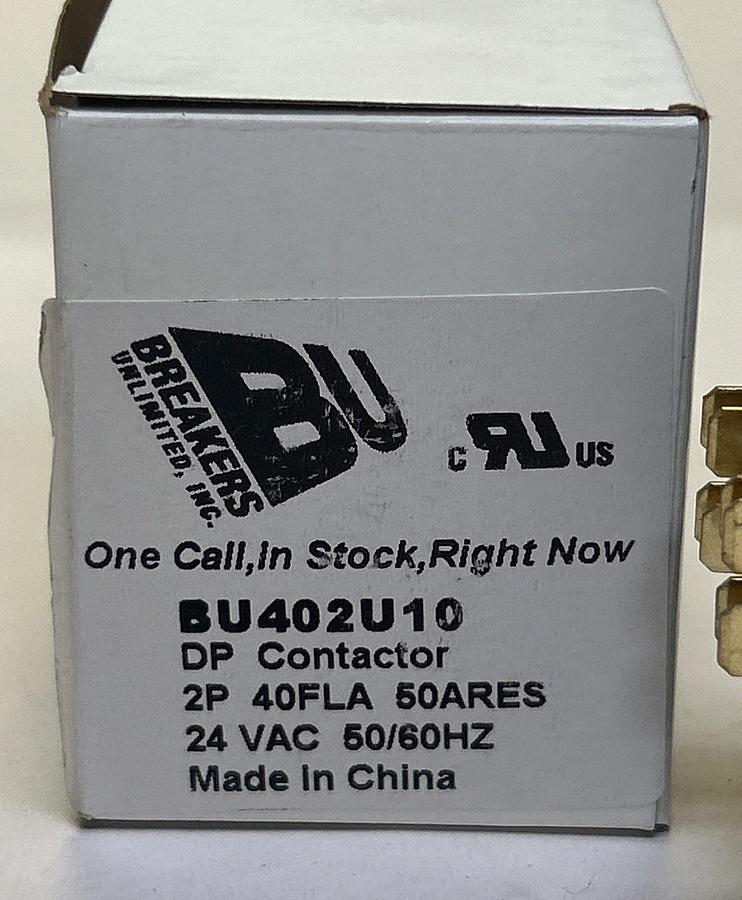 BU
BREAKERS
UNLIMITED, INC.
C RU US
One Call,In Stock,Right Now
BU402U10
DP Contactor
2P 40FLA 50ARES
24 VAC 50/60HZ
Made in China